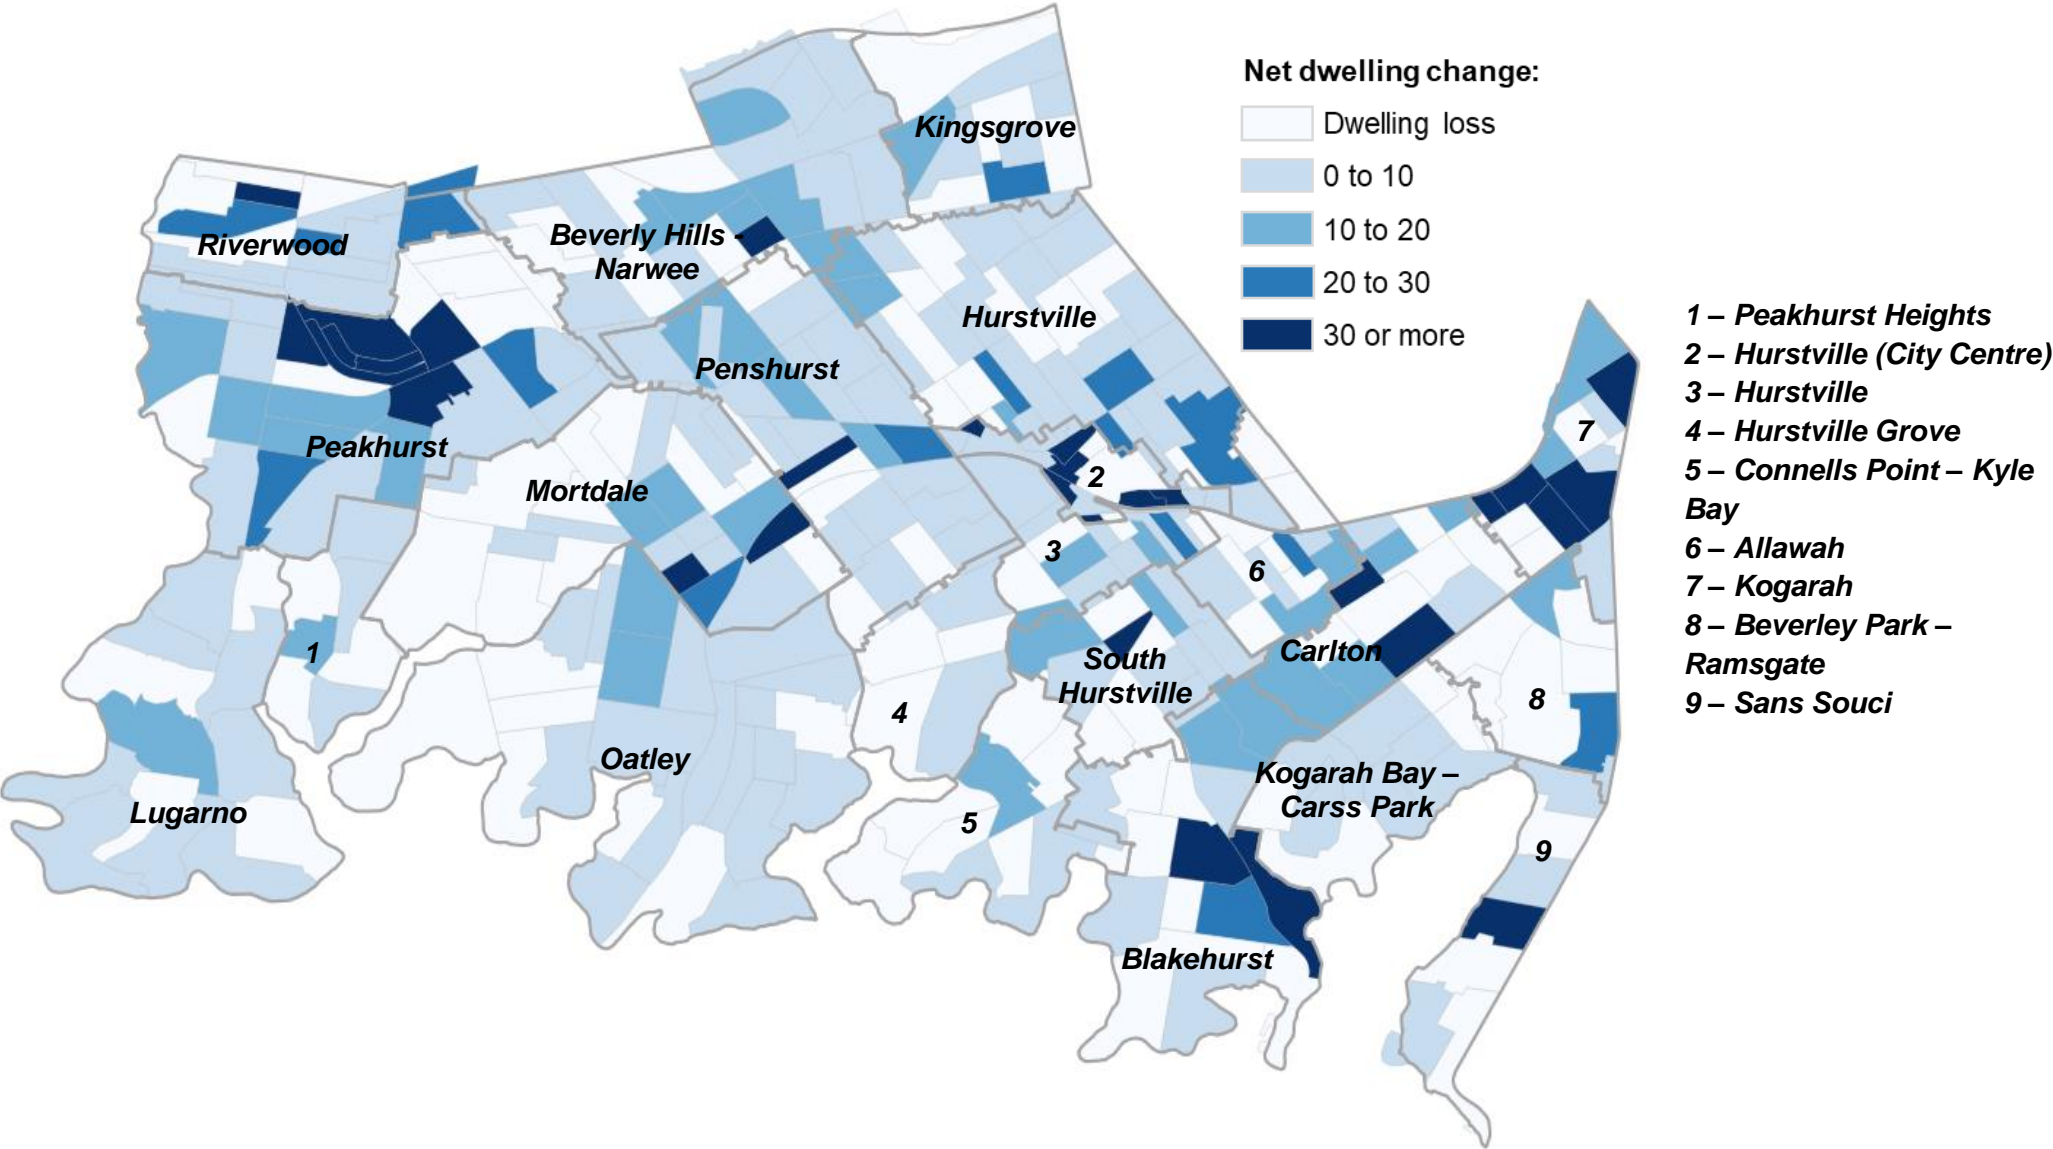 Net dwelling change:
Dwelling loss
0 to 10
10 to 20
20 to 30
30 or more
Kingsgrove
Riverwood
Beverly Hills -
Narwee
Hurstville
Penshurst
Peakhurst
Mortdale
2
3
6
7
1
South
Hurstville
Carlton
4
8
Oatley
Kogarah Bay –
Carss Park
Lugarno
5
9
Blakehurst
1 – Peakhurst Heights
2 – Hurstville (City Centre)
3 – Hurstville
4 – Hurstville Grove
5 – Connells Point – Kyle
Bay
6 – Allawah
7 – Kogarah
8 – Beverley Park –
Ramsgate
9 – Sans Souci